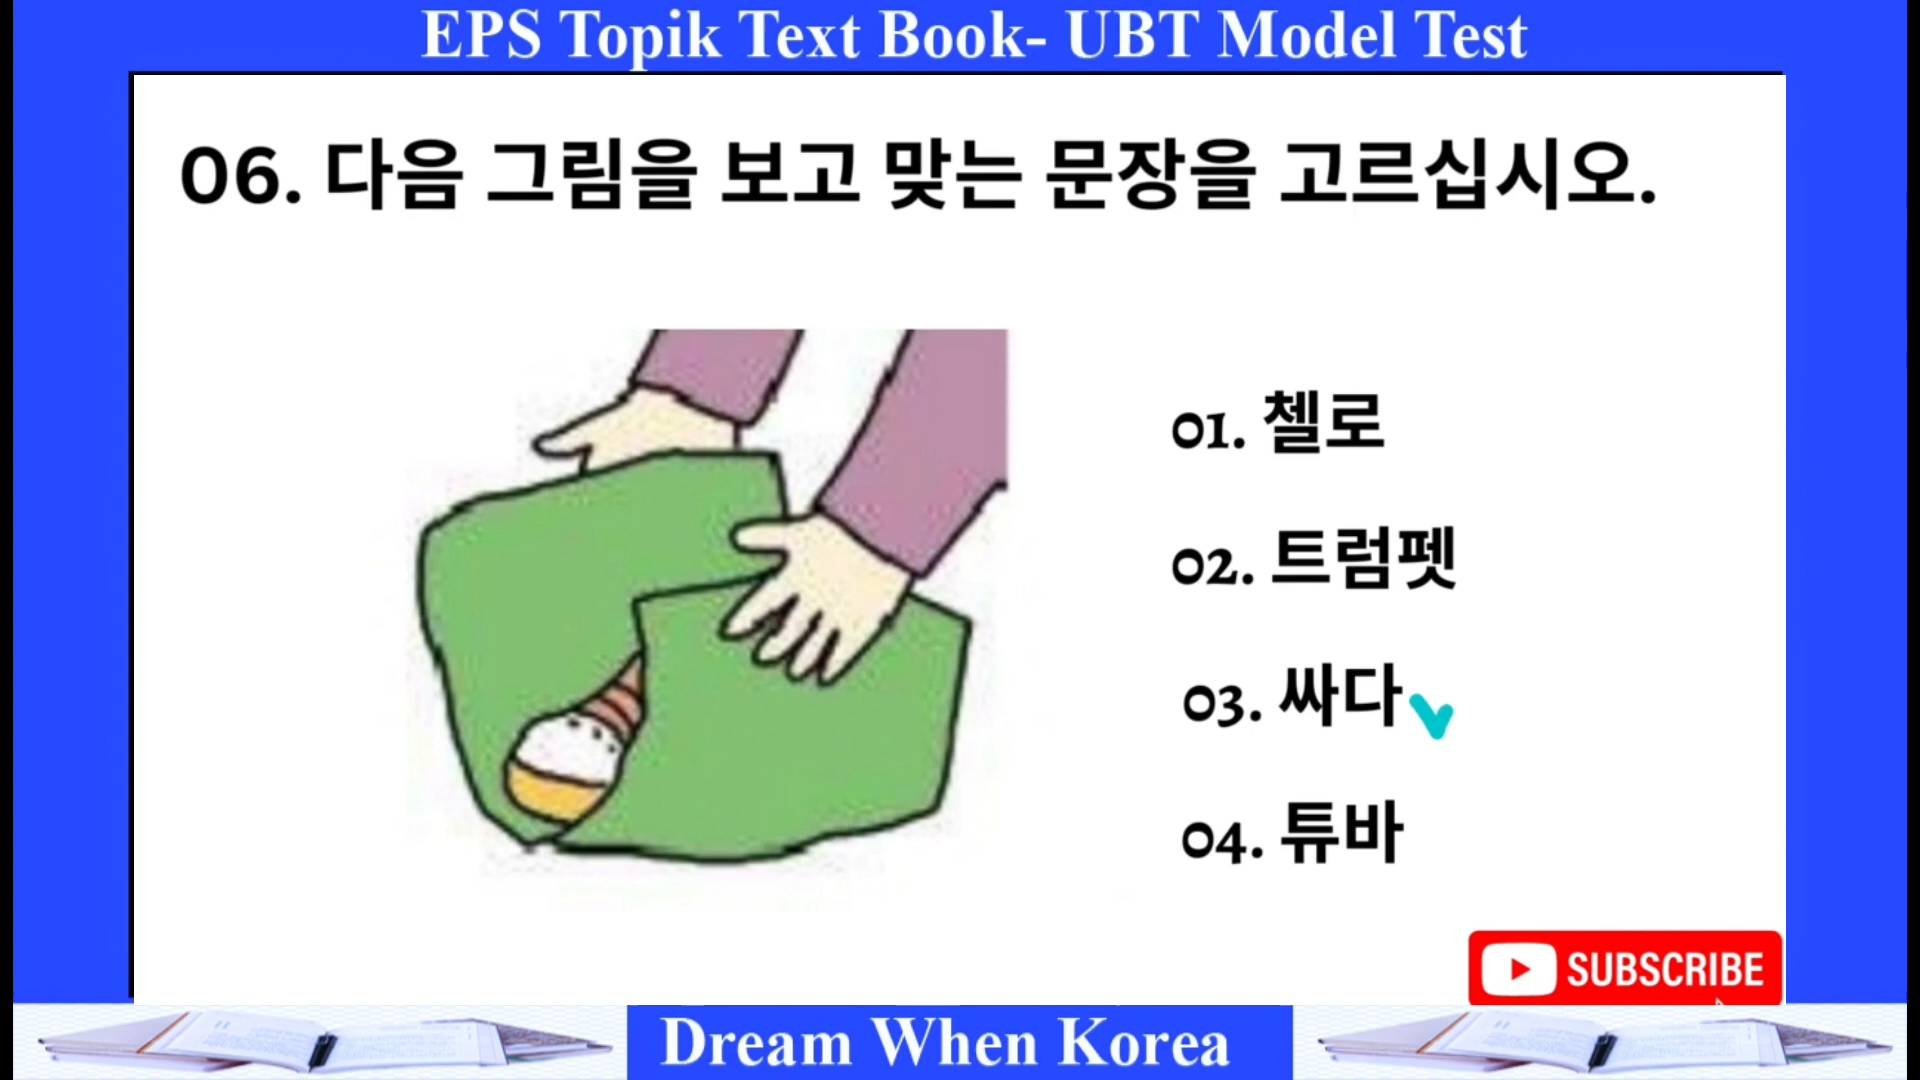 EPS Topik Text Book- UBT Model Test
06. 다음 그림을 보고 맞는 문장을 고르십시오.
01. 첼로
02. 트럼펫
03. 싸다
04. 튜바
SUBSCRIBE
Dream When Korea